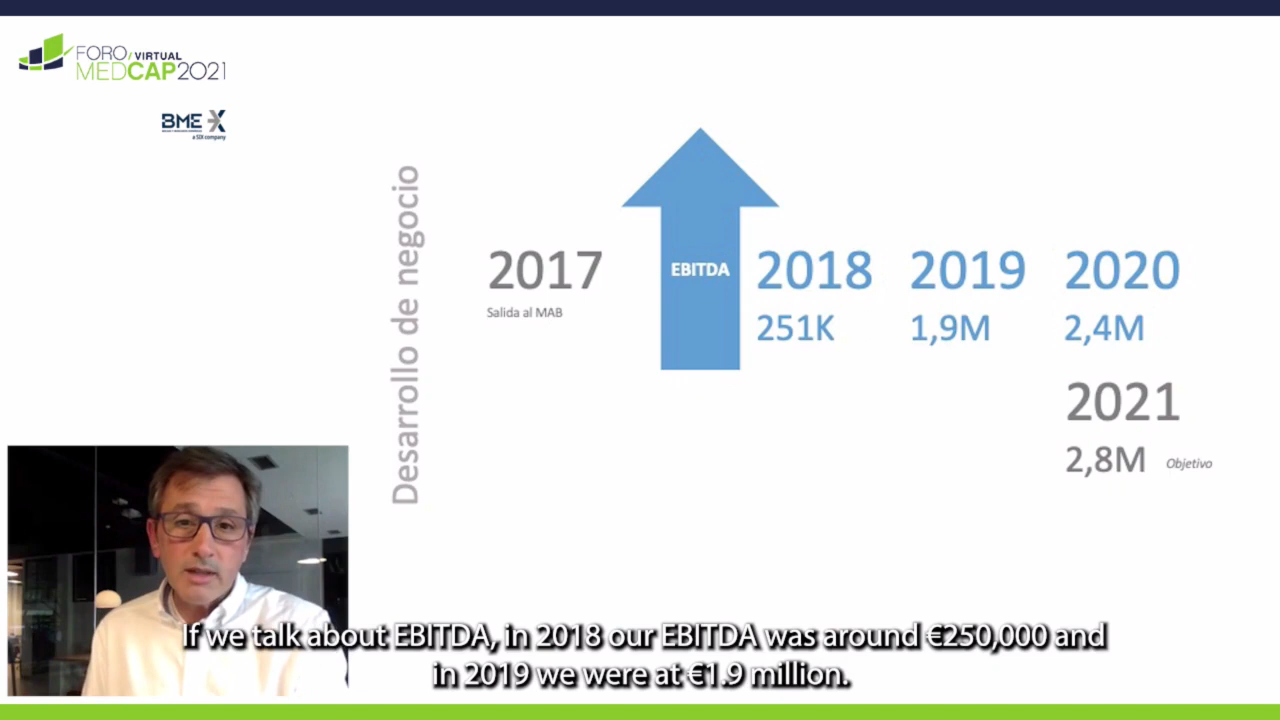 FORO/VIRTUAL
MEDCAP2021
BME X
a SIX company
Desarrollo de negocio
2017
Salida al MAB
EBITDA
2018
251K
2019
1,9M
2020
2,4M
2021
2,8M Objetivo
If we talk about EBITDA, in 2018 our EBITDA was around €250,000 and
in 2019 we were at €1.9 million.